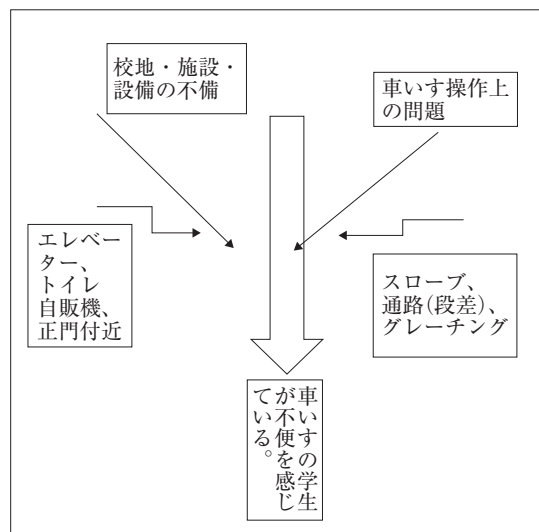 校地・施設・
設備の不備
車いす操作上
の問題
エレベー
ター、
トイレ
自販機、
正門付近
スロープ、
通路(段差)、
グレーチング
車いすの学生
が不便を感じ
ている。